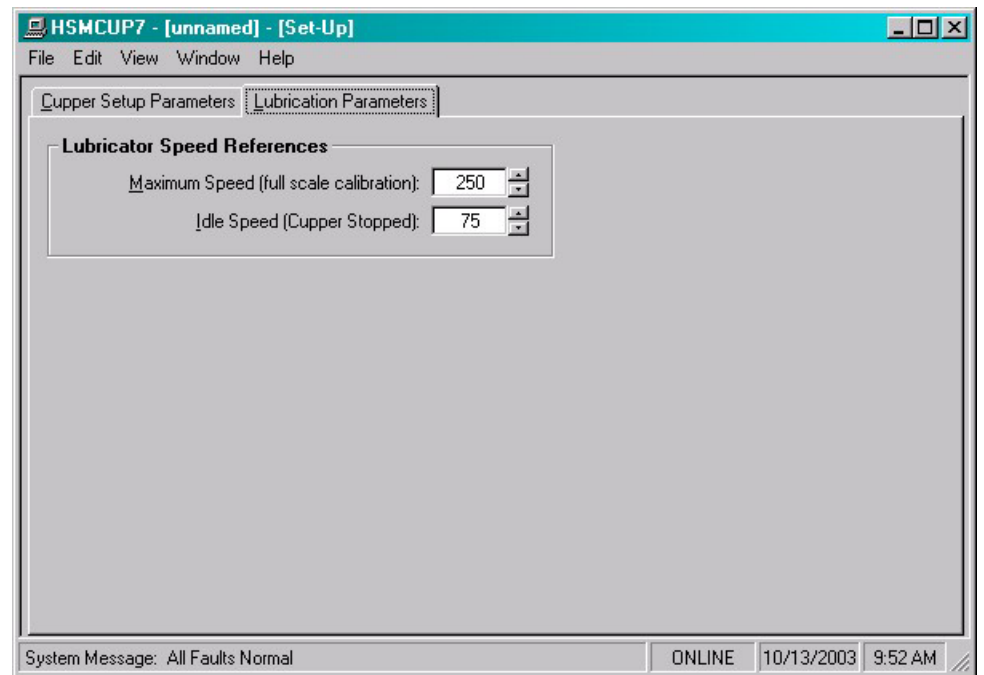 HSMCUP7 - [unnamed] - [Set-Up]
File Edit View Window Help
Cupper Setup Parameters Lubrication Parameters
Lubricator Speed References
Maximum Speed (full scale calibration): 250
Idle Speed (Cupper Stopped): 75
System Message: All Faults Normal ONLINE 10/13/2003 9:52 AM